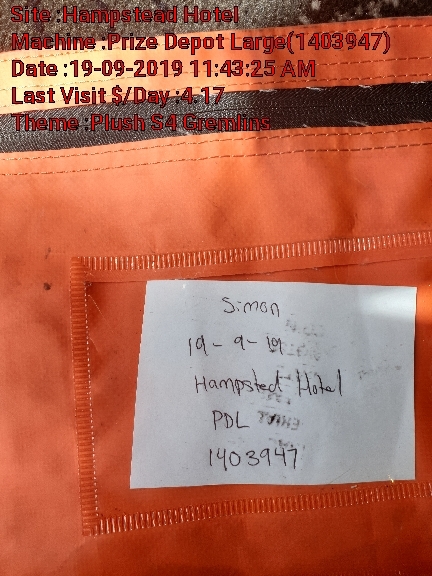 Site :Hampstead Hotel
Machine :Prize Depot Large(1403947)
Date :19-09-2019 11:43:25 AM
Last Visit $/Day :4.17
Theme :Plush S4 Gremlins
Simon
19-9-19
Hampsted Hotel
PDL
1403947